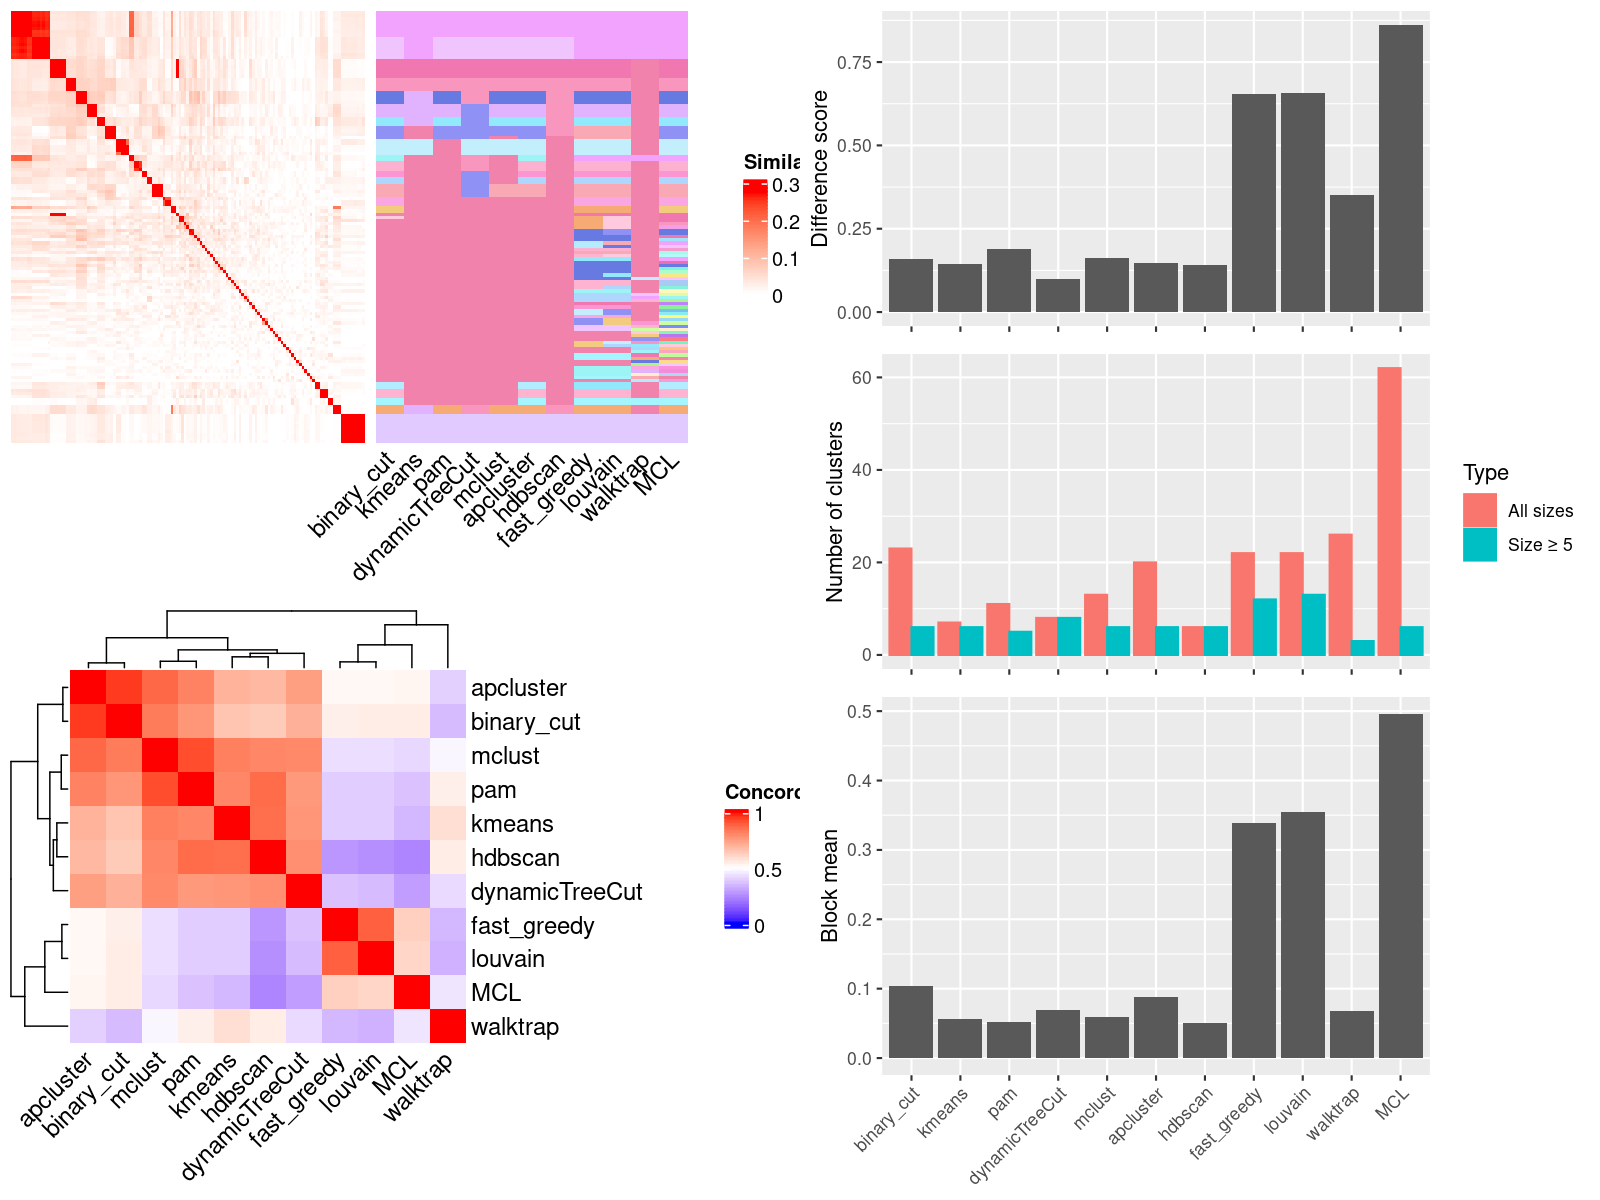 Simila
0.3
0.2
0.1
0
binary_cut
kmeans
pam
dynamicTreeCut
mclust
apcluster
hdbscan
fast_greedy
louvain
walktrap
MCL
apcluster
binary_cut
mclust
pam
kmeans
hdbscan
dynamicTreeCut
fast_greedy
louvain
MCL
walktrap
Concord
1
0.5
0
apcluster
binary_cut
mclust
pam
kmeans
hdbscan
dynamicTreeCut
fast_greedy
louvain
MCL
walktrap
Difference score
0.75
0.50
0.25
0.00
Number of clusters
60
40
20
0
Type
All sizes
Size ≥ 5
Block mean
0.5
0.4
0.3
0.2
0.1
0.0
binary_cut
kmeans
pam
dynamicTreeCut
mclust
apcluster
hdbscan
fast_greedy
louvain
walktrap
MCL